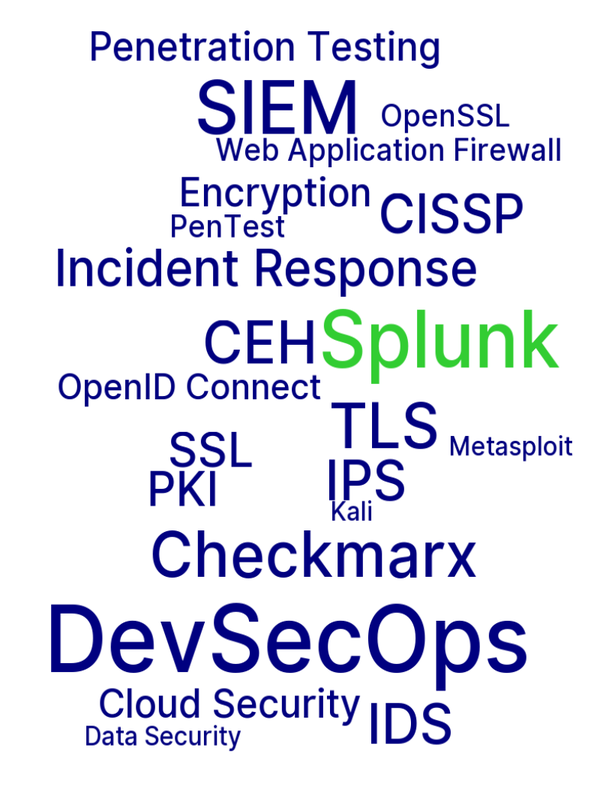 Penetration Testing
SIEM
OpenSSL
Web Application Firewall
Encryption
CISSP
PenTest
Incident Response
CEH
Splunk
OpenID Connect
TLS
Metasploit
SSL
IPS
PKI
Kali
Checkmarx
DevSecOps
Cloud Security
IDS
Data Security